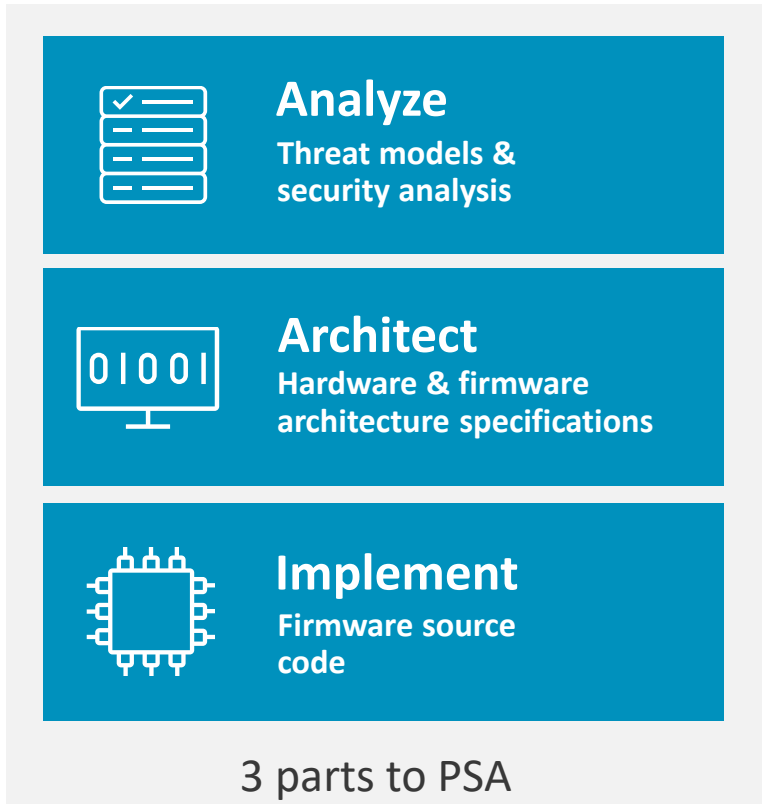 Analyze
Threat models &
security analysis
01001
Architect
Hardware & firmware
architecture specifications
Implement
Firmware source
code
3 parts to PSA